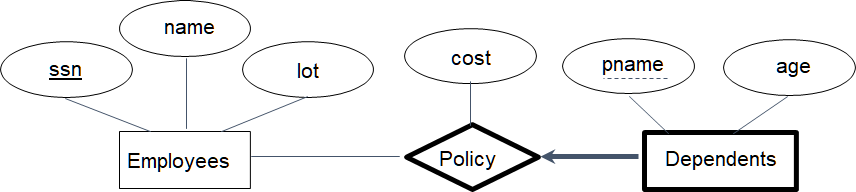 name
cost
ssn
lot
pname
age
Employees
Policy
Dependents